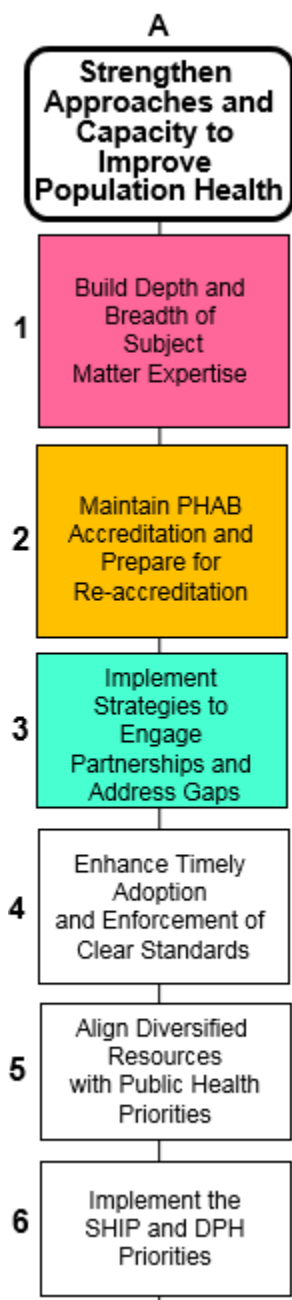 A
Strengthen
Approaches and
Capacity to
Improve
Population Health
1
Build Depth and
Breadth of
Subject
Matter Expertise
2
Maintain PHAB
Accreditation and
Prepare for
Re-accreditation
3
Implement
Strategies to
Engage
Partnerships and
Address Gaps
4
Enhance Timely
Adoption
and Enforcement of
Clear Standards
5
Align Diversified
Resources
with Public Health
Priorities
6
Implement the
SHIP and DPH
Priorities